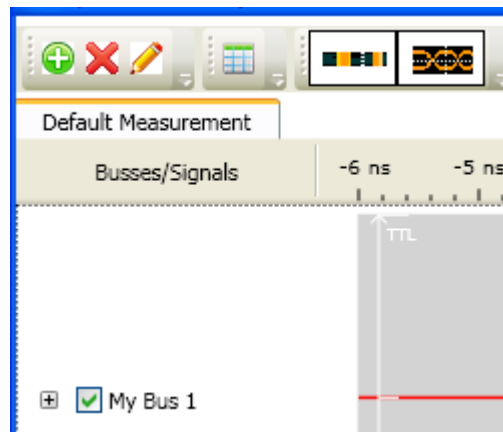 Default Measurement
Busses/Signals
-6 ns
-5 ns
TTL
My Bus 1